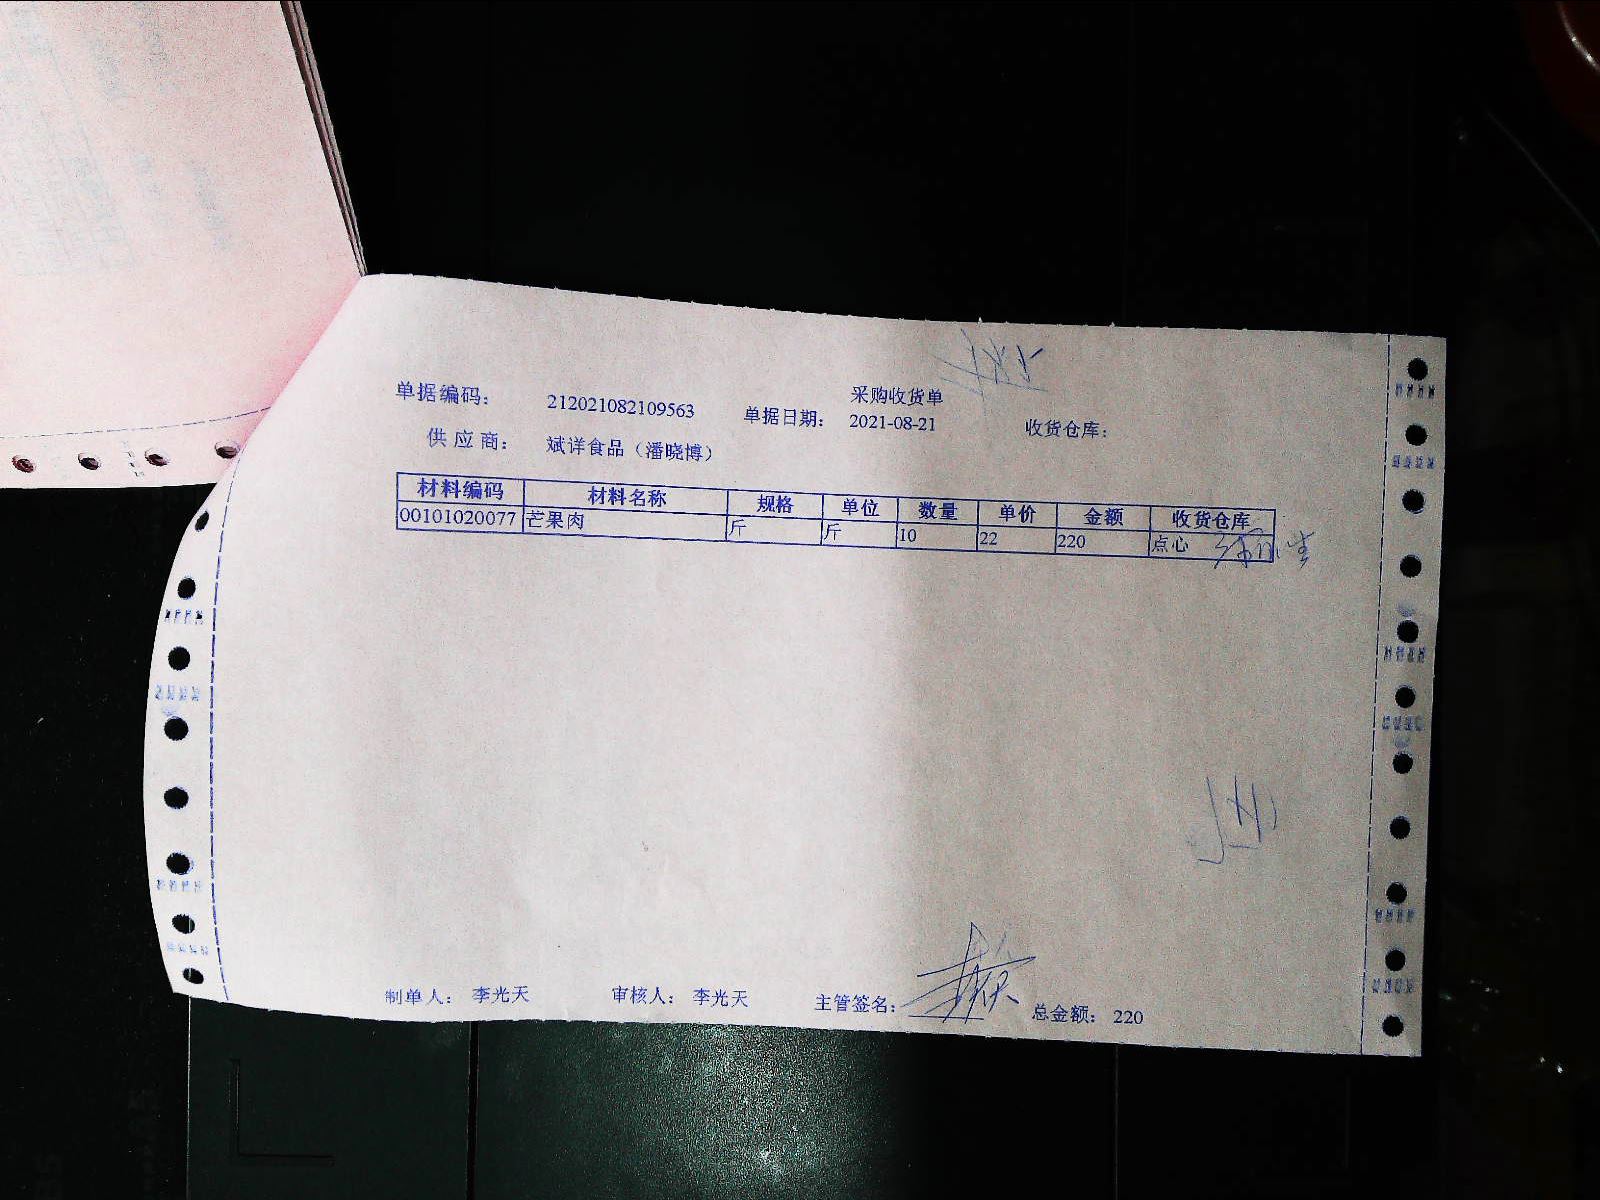 采购收货单
单据编码: 212021082109563 单据日期: 2021-08-21 收货仓库:
供应商: 斌详食品（潘晓博）
材料编码 材料名称 规格 单位 数量 单价 金额 收货仓库
00101020077 芒果肉 斤 斤 10 22 220 点心
制单人: 李光天 审核人: 李光天 主管签名: 总金额: 220